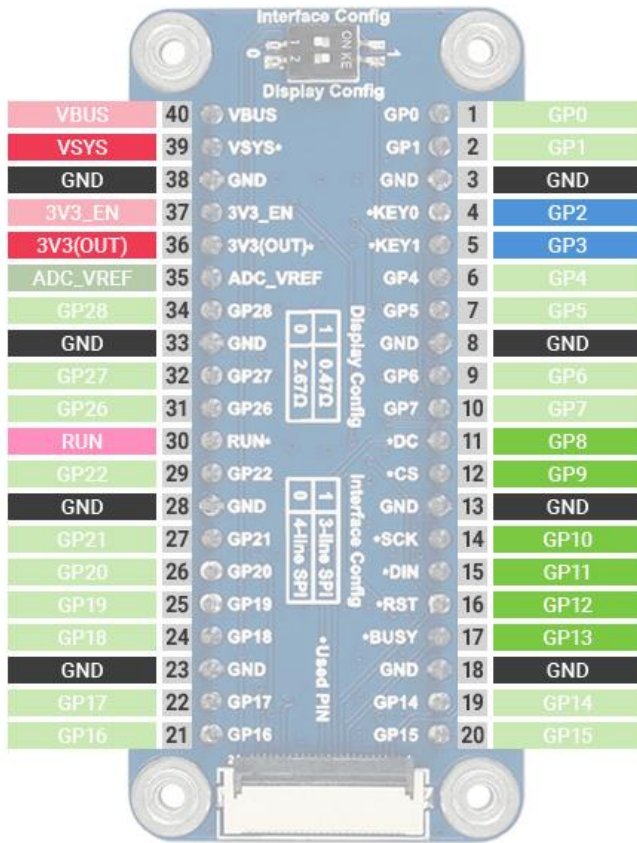 Interface Config
0 1 2 ON KE 1
Display Config
VBUS 40 VBUS GP0 1 GP0
VSYS 39 VSYS• GP1 2 GP1
GND 38 GND GND 3 GND
3V3_EN 37 3V3_EN •KEY0 4 GP2
3V3(OUT) 36 3V3(OUT)• •KEY1 5 GP3
ADC_VREF 35 ADC_VREF GP4 6 GP4
GP28 34 GP28 GP5 7 GP5
GND 33 GND GND 8 GND
GP27 32 GP27 GP6 9 GP6
GP26 31 GP26 GP7 10 GP7
RUN 30 RUN• •DC 11 GP8
GP22 29 GP22 •CS 12 GP9
GND 28 GND GND 13 GND
GP21 27 GP21 •SCK 14 GP10
GP20 26 GP20 •DIN 15 GP11
GP19 25 GP19 •RST 16 GP12
GP18 24 GP18 •BUSY 17 GP13
GND 23 GND GND 18 GND
GP17 22 GP17 GP14 19 GP14
GP16 21 GP16 GP15 20 GP15
Display Config
1 0.47Ω
0 2.67Ω
Interface Config
1 3-line SPI
0 4-line SPI
•Used PIN